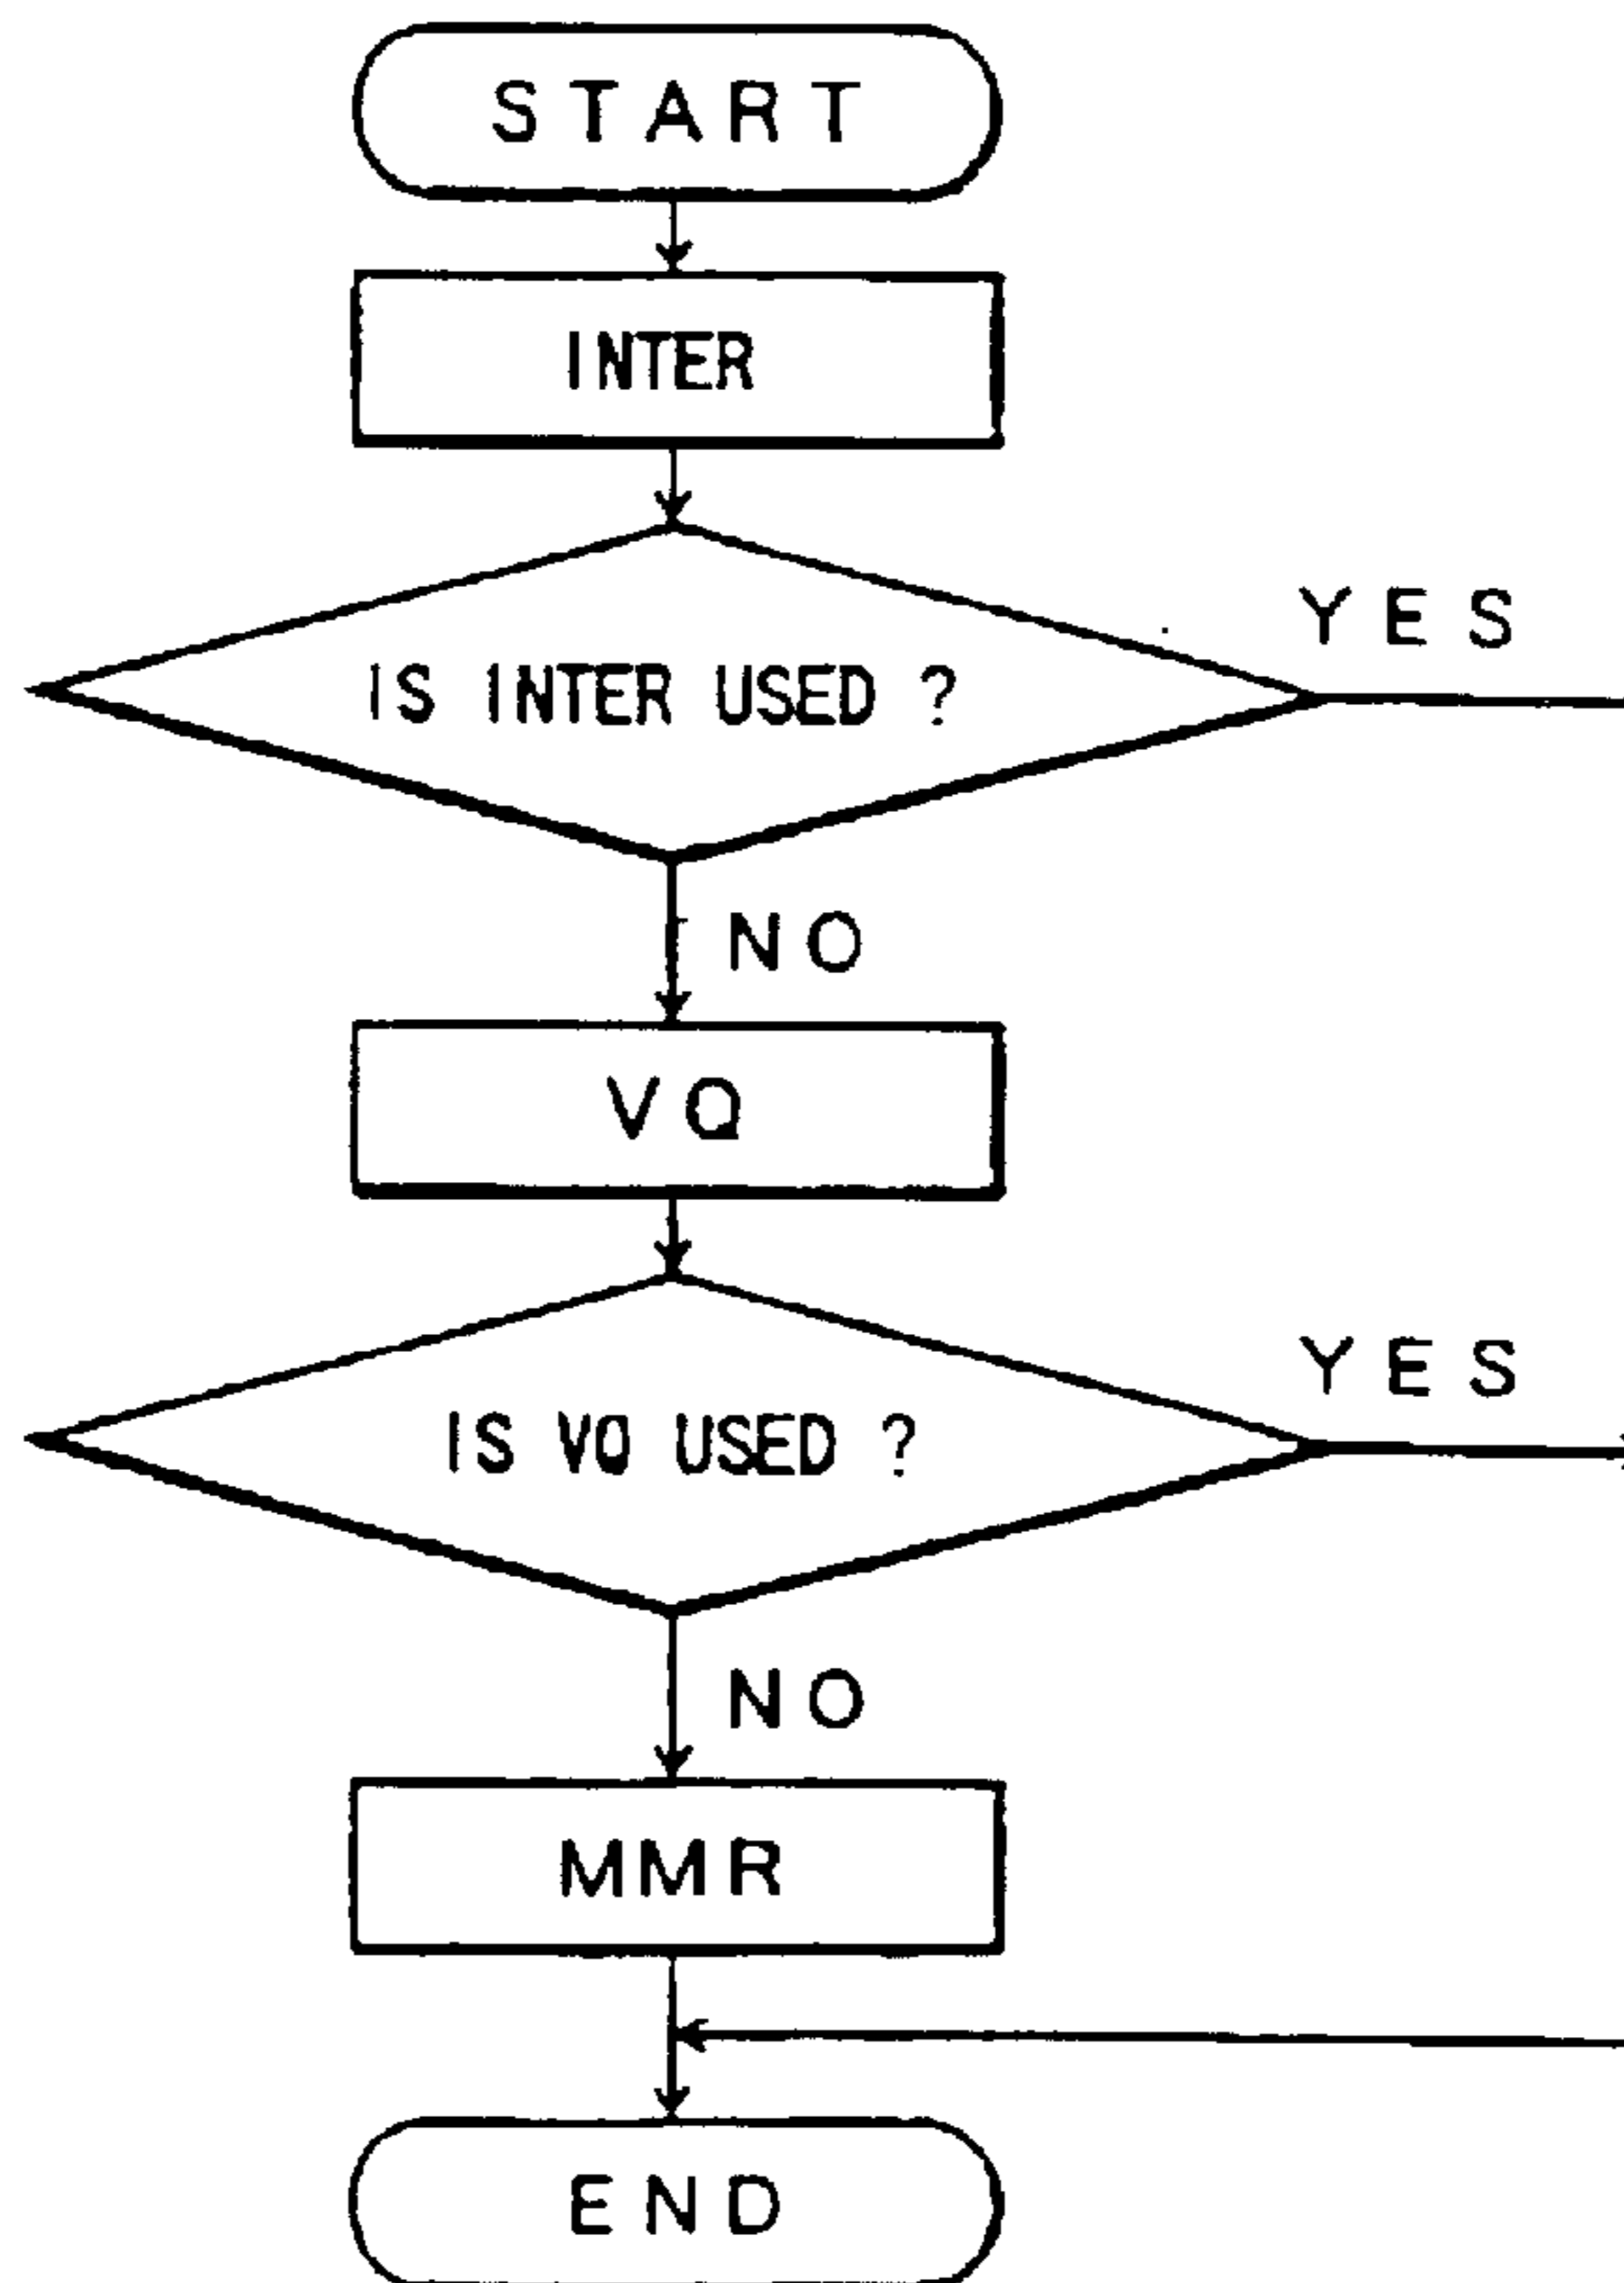 START
INTER
YES
IS INTER USED ?
NO
VQ
YES
IS VQ USED ?
NO
MMR
END